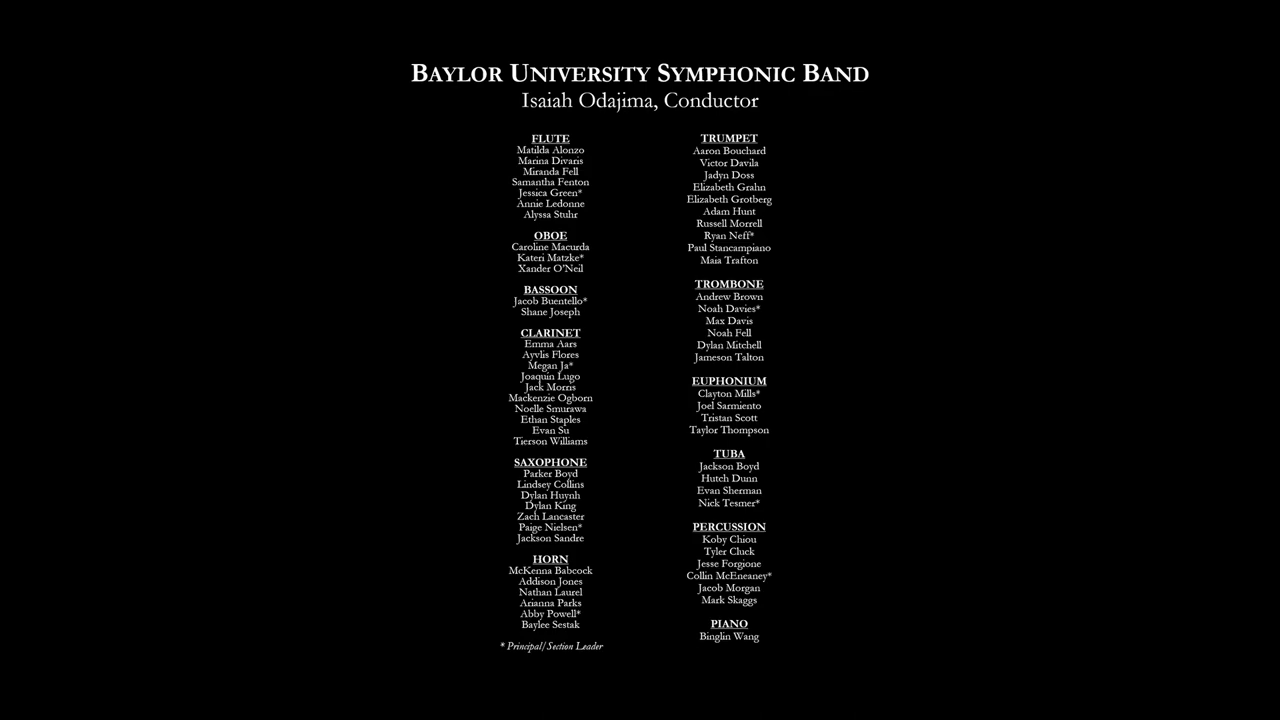 BAYLOR UNIVERSITY SYMPHONIC BAND
Isaiah Odajima, Conductor
FLUTE
Matilda Alonzo
Marina Divaris
Miranda Fell
Samantha Fenton
Jessica Green*
Annie Ledonne
Alyssa Stuhr
OBOE
Caroline Macurda
Kateri Matzke*
Xander O'Neil
BASSOON
Jacob Buentello*
Shane Joseph
CLARINET
Emma Aars
Ayvlis Flores
Megan Ja*
Joaquin Lugo
Jack Morris
Mackenzie Ogborn
Noelle Smurawa
Ethan Staples
Evan Su
Tierson Williams
SAXOPHONE
Parker Boyd
Lindsey Collins
Dylan Huynh
Dylan King
Zach Lancaster
Paige Nielsen*
Jackson Sandre
HORN
McKenna Babcock
Addison Jones
Nathan Laurel
Arianna Parks
Abby Powell*
Baylee Sestak
* Principal/Section Leader
TRUMPET
Aaron Bouchard
Victor Davila
Jadyn Doss
Elizabeth Grahn
Elizabeth Grotberg
Adam Hunt
Russell Morrell
Ryan Neff*
Paul Stancampiano
Maia Trafton
TROMBONE
Andrew Brown
Noah Davies*
Max Davis
Noah Fell
Dylan Mitchell
Jameson Talton
EUPHONIUM
Clayton Mills*
Joel Sarmiento
Tristan Scott
Taylor Thompson
TUBA
Jackson Boyd
Hutch Dunn
Evan Sherman
Nick Tesmer*
PERCUSSION
Koby Chiou
Tyler Cluck
Jesse Forgione
Collin McEneaney*
Jacob Morgan
Mark Skaggs
PIANO
Binglin Wang